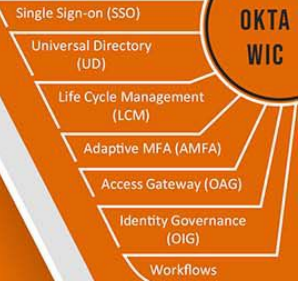 Single Sign-on (SSO)
OKTA
WIC
Universal Directory
(UD)
Life Cycle Management
(LCM)
Adaptive MFA (AMFA)
Access Gateway (OAG)
Identity Governance
(OIG)
Workflows